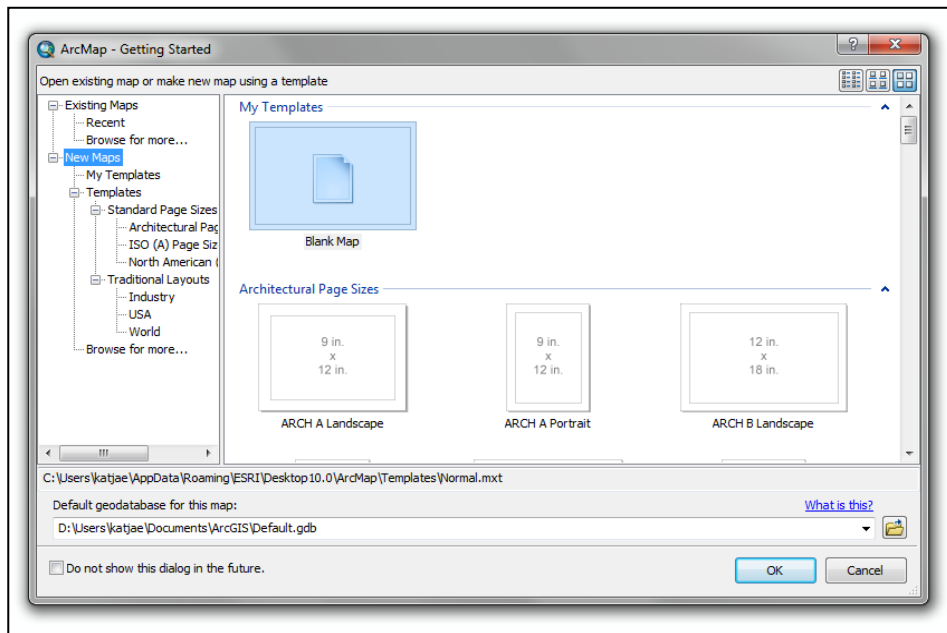 ArcMap - Getting Started
Open existing map or make new map using a template
Existing Maps
Recent
Browse for more...
New Maps
My Templates
Templates
Standard Page Sizes
Architectural Pag
ISO (A) Page Siz
North American (
Traditional Layouts
Industry
USA
World
Browse for more...
My Templates
Blank Map
Architectural Page Sizes
9 in.
x
12 in.
ARCH A Landscape
9 in.
x
12 in.
ARCH A Portrait
12 in.
x
18 in.
ARCH B Landscape
C:\Users\katjae\AppData\Roaming\ESRI\Desktop10.0\ArcMap\Templates\Normal.mxt
Default geodatabase for this map:
What is this?
D:\Users\katjae\Documents\ArcGIS\Default.gdb
Do not show this dialog in the future.
OK
Cancel